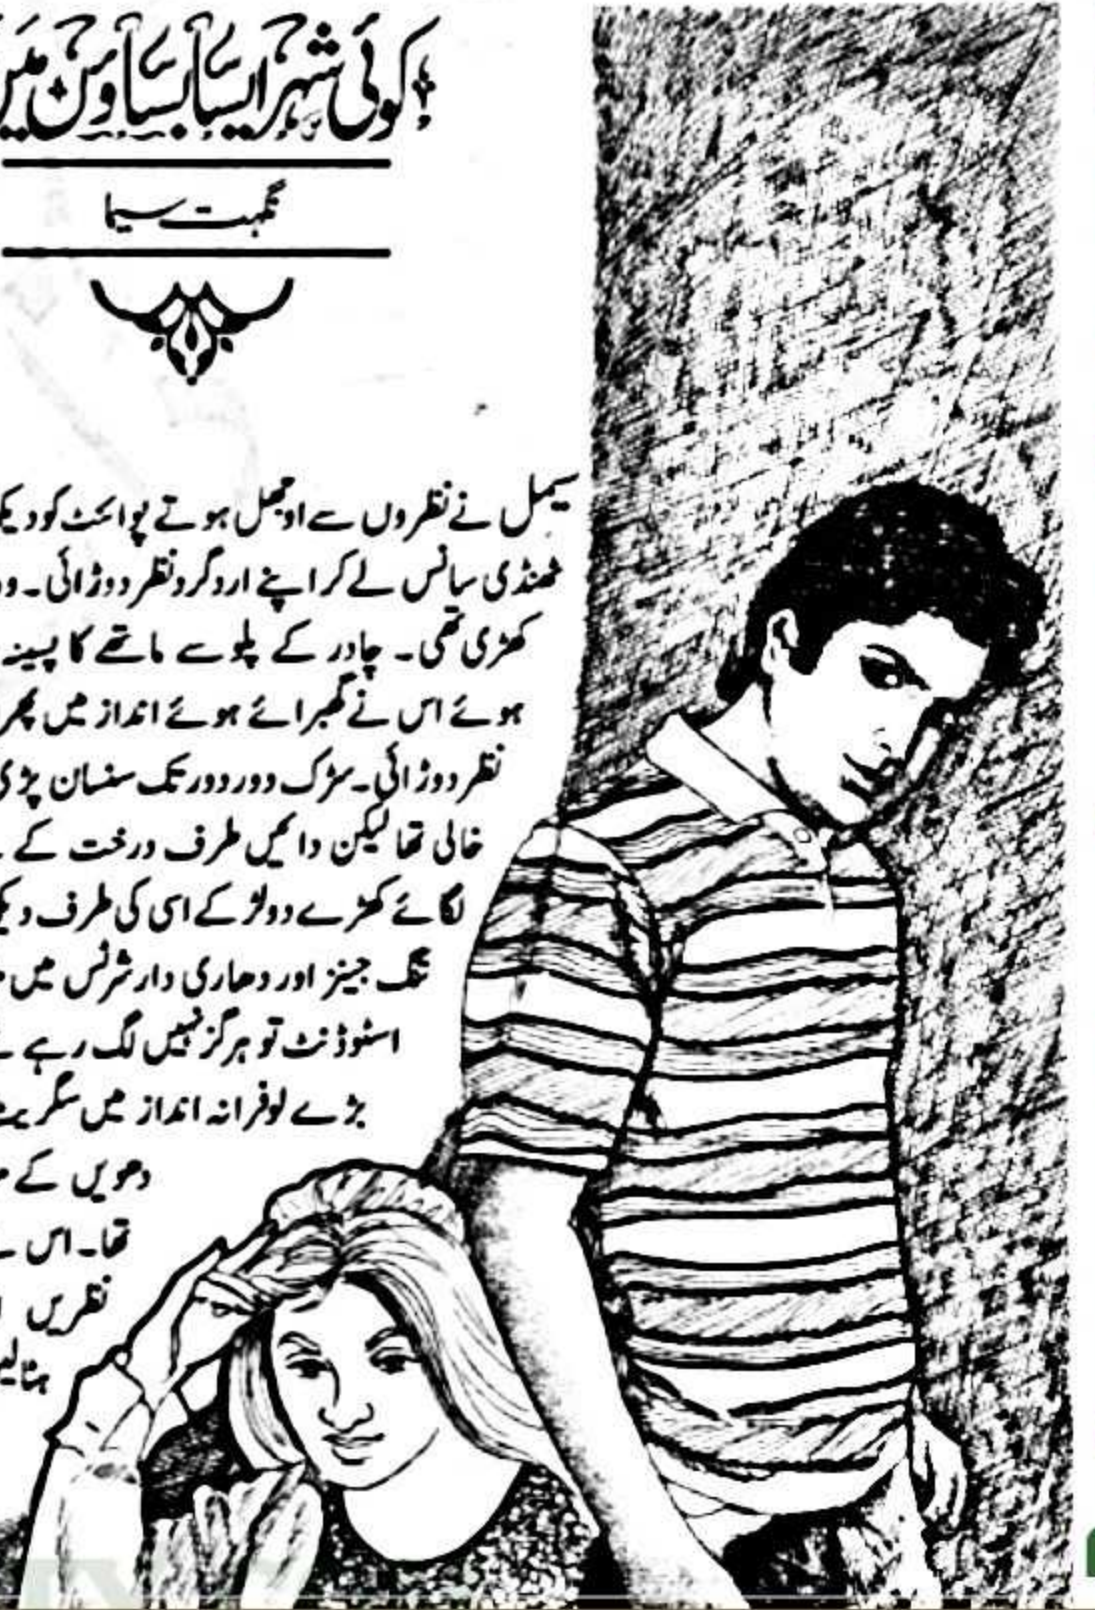 کوئی شہر ایسا بساؤں میں
نگہت سیما
سیمل نے نظروں سے اوجھل ہوتے پوائنٹ کو دیکھ
ٹھنڈی سانس لے کر اپنے اردگرد نظر دوڑائی۔ وہ
کھڑی تھی۔ چادر کے پلو سے ماتھے کا پسینہ
ہوئے اس نے گھبرائے ہوئے انداز میں پھر
نظر دوڑائی۔ سڑک دور دور تک سنسان پڑی
خالی تھا لیکن دائیں طرف درخت کے
لگائے کھڑے دو لڑکے اسی کی طرف دیکھ
تنگ جینز اور دھاری دار شرٹس میں
اسٹوڈنٹ تو ہرگز نہیں لگ رہے
بڑے لوفرانہ انداز میں سگریٹ
دھویں کے
تھا۔ اس
نظریں
ہٹالیں